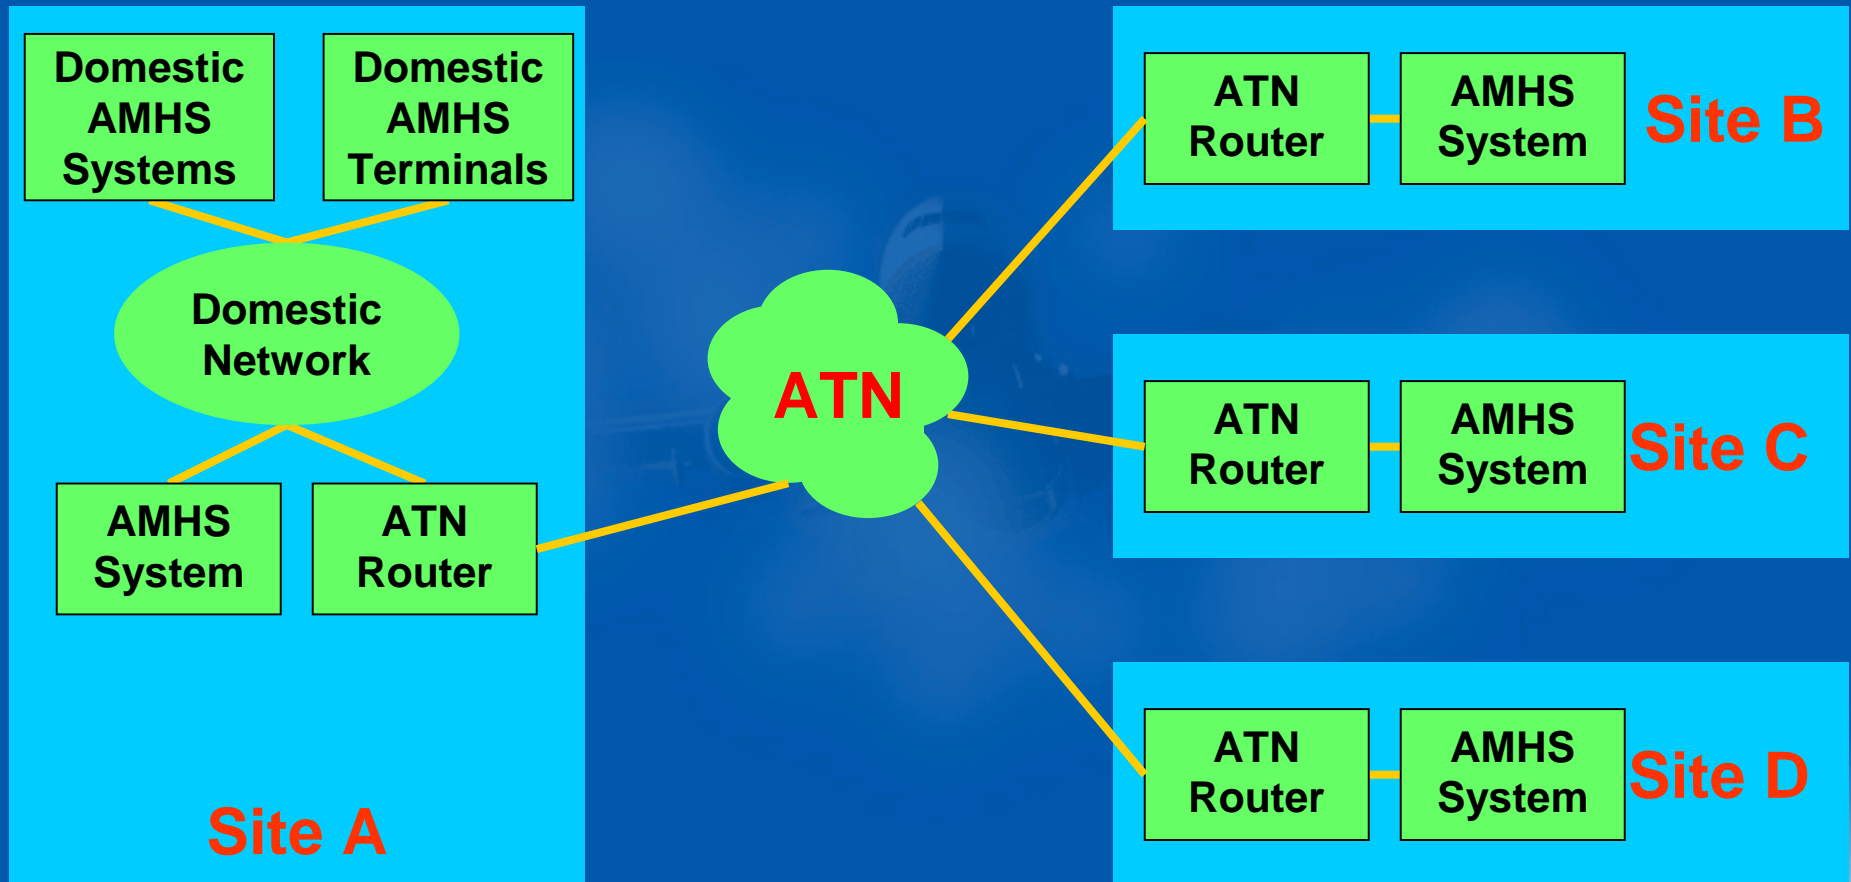 Domestic
AMHS
Systems
Domestic
AMHS
Terminals
Domestic
Network
AMHS
System
ATN
Router
Site A
ATN
ATN
Router
AMHS
System
Site B
ATN
Router
AMHS
System
Site C
ATN
Router
AMHS
System
Site D